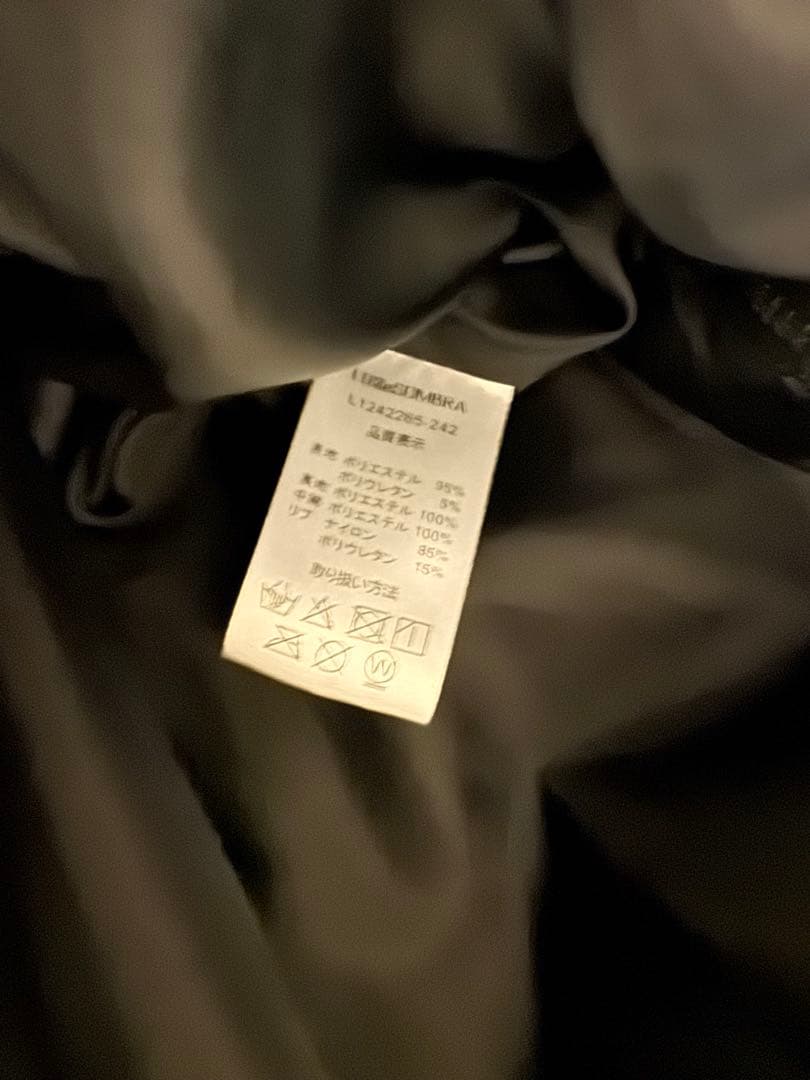 LUZeSOMBRA
L1242285-242
品質表示
表地 ポリエステル 95%
ポリウレタン 5%
裏地 ポリエステル 100%
中綿 ポリエステル 100%
リブ ナイロン 85%
ポリウレタン 15%
取り扱い方法
W